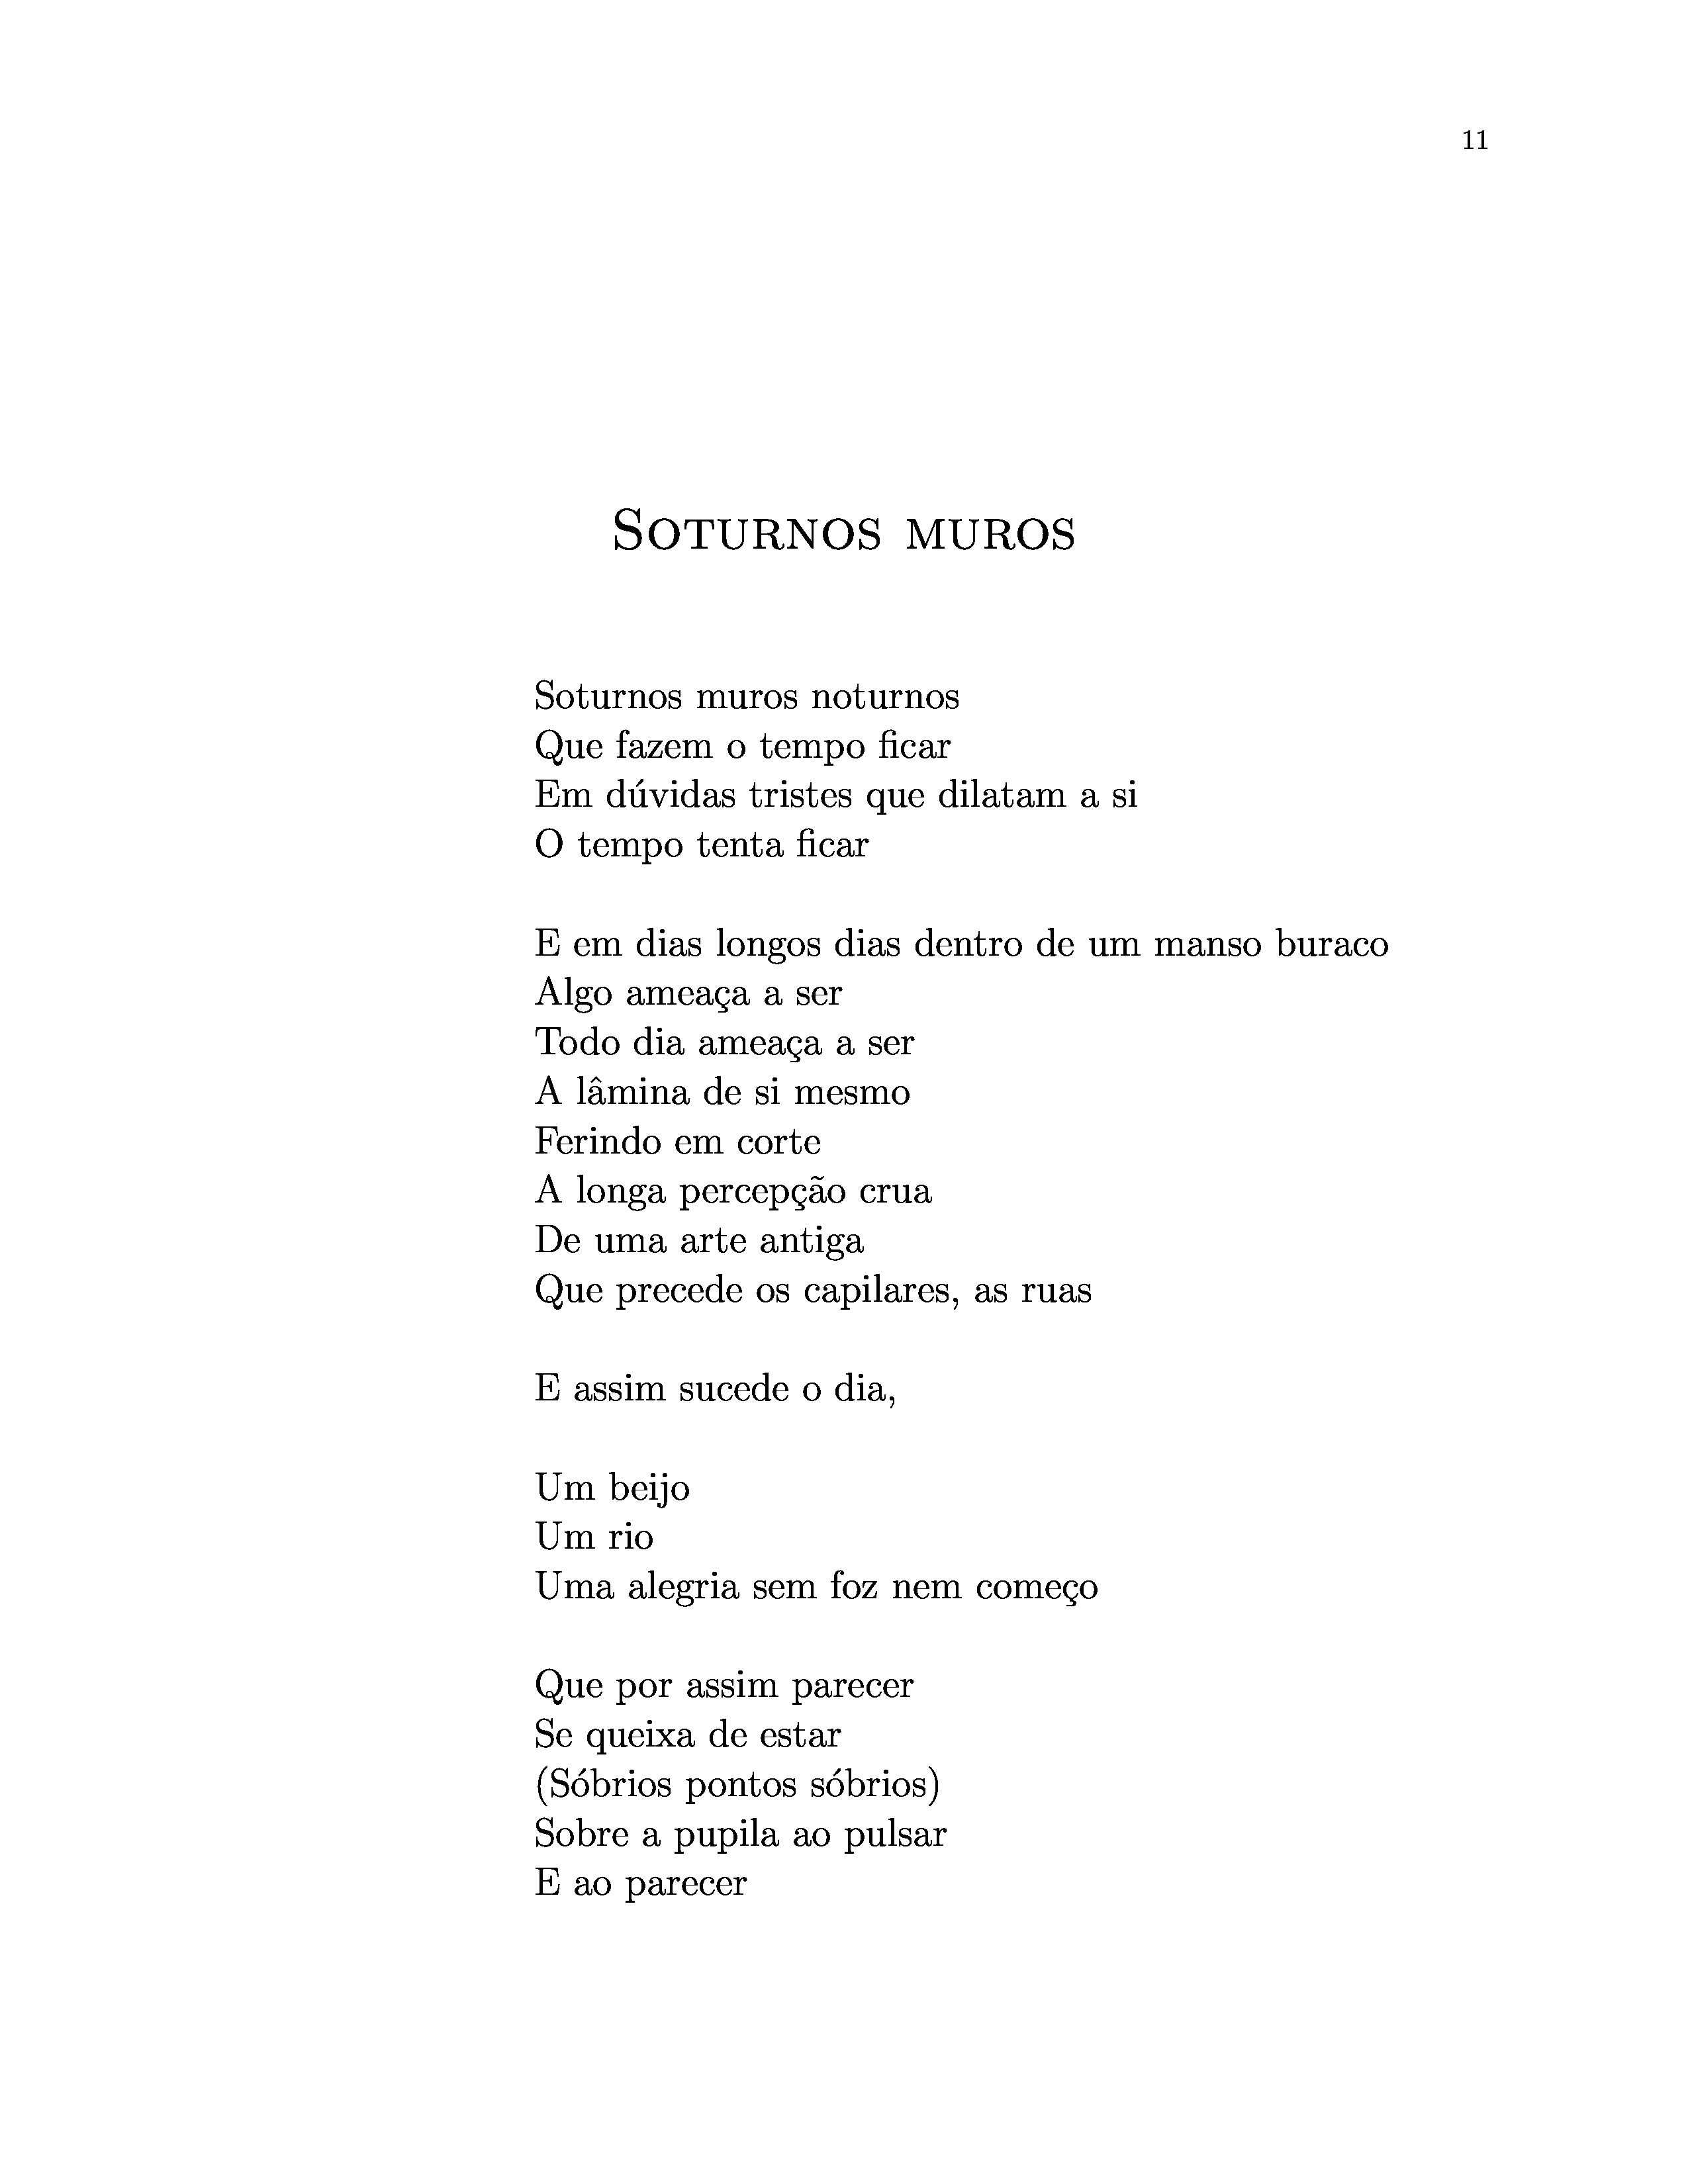 11
Soturnos muros
Soturnos muros noturnos
Que fazem o tempo ficar
Em dúvidas tristes que dilatam a si
O tempo tenta ficar
E em dias longos dias dentro de um manso buraco
Algo ameaça a ser
Todo dia ameaça a ser
A lâmina de si mesmo
Ferindo em corte
A longa percepção crua
De uma arte antiga
Que precede os capilares, as ruas
E assim sucede o dia,
Um beijo
Um rio
Uma alegria sem foz nem começo
Que por assim parecer
Se queixa de estar
(Sóbrios pontos sóbrios)
Sobre a pupila ao pulsar
E ao parecer